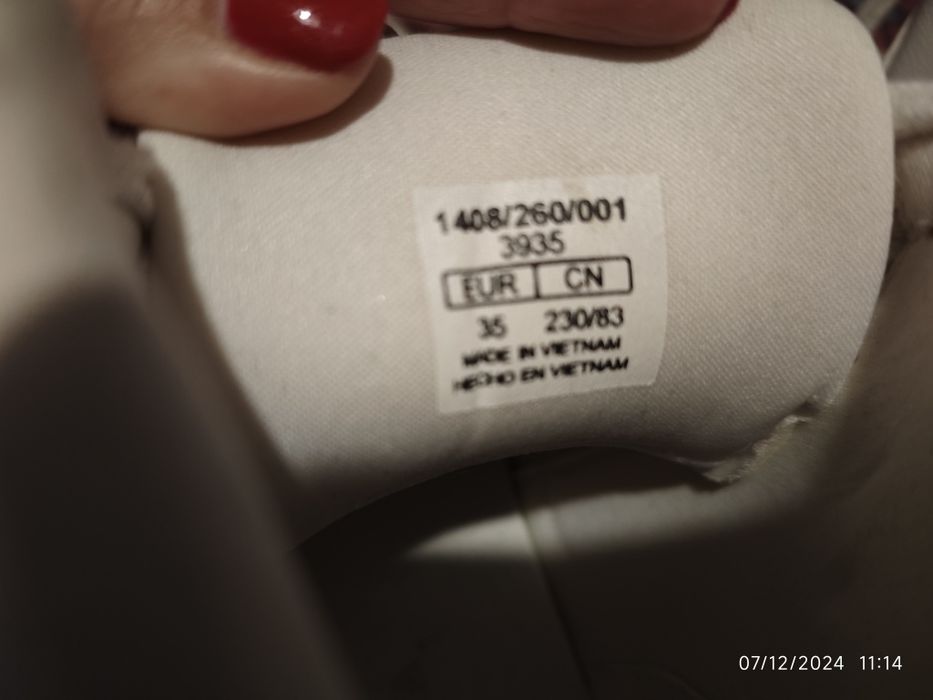 1408/260/001
3935
EUR CN
35 230/83
MADE IN VIETNAM
HECHO EN VIETNAM
07/12/2024 11:14